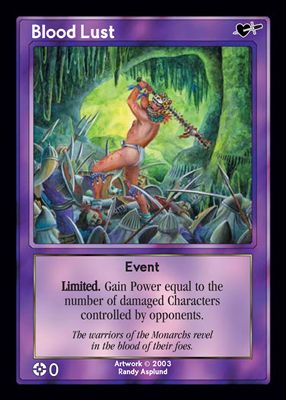 Blood Lust
Event
Limited. Gain Power equal to the
number of damaged Characters
controlled by opponents.
The warriors of the Monarchs revel
in the blood of their foes.
Artwork © 2003
Randy Asplund
0